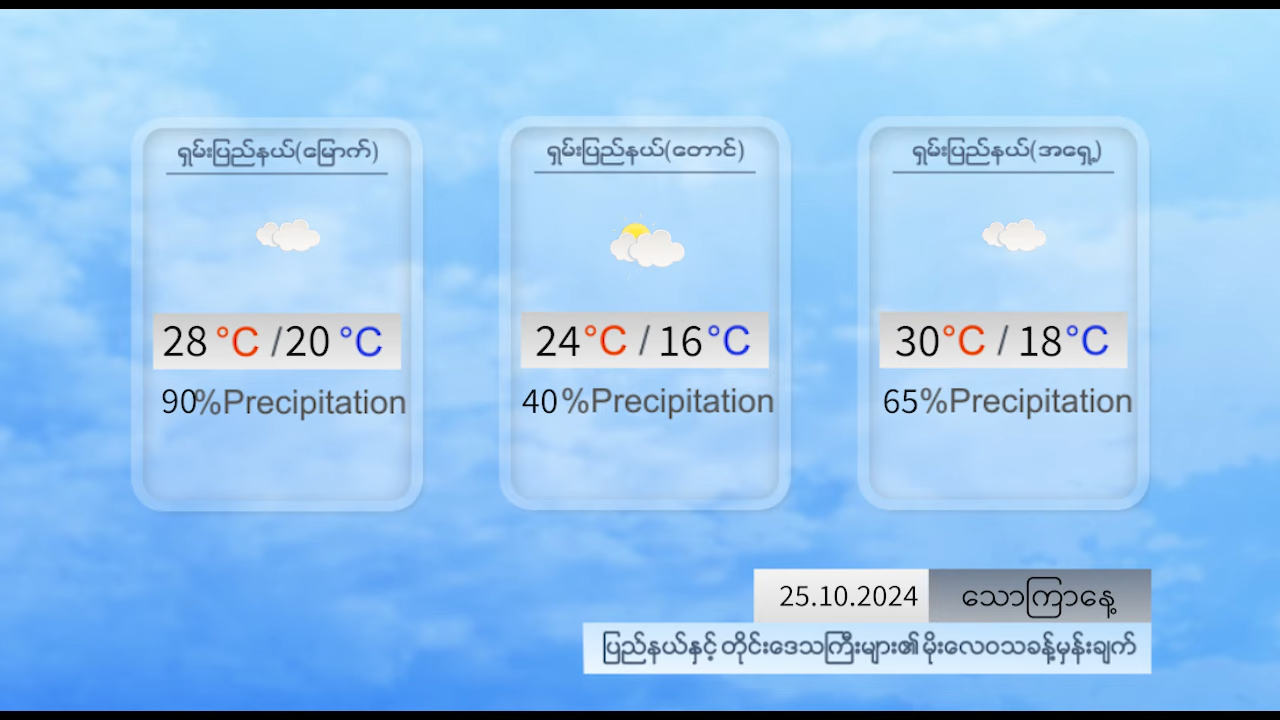 ရှမ်းပြည်နယ်(မြောက်)
28 °C /20 °C
90%Precipitation
ရှမ်းပြည်နယ်(တောင်)
24°C / 16°C
40 %Precipitation
ရှမ်းပြည်နယ်(အရှေ့)
30°C / 18°C
65%Precipitation
25.10.2024 သောကြာနေ့
ပြည်နယ်နှင့် တိုင်းဒေသကြီးများ၏ မိုးလေဝသခန့်မှန်းချက်